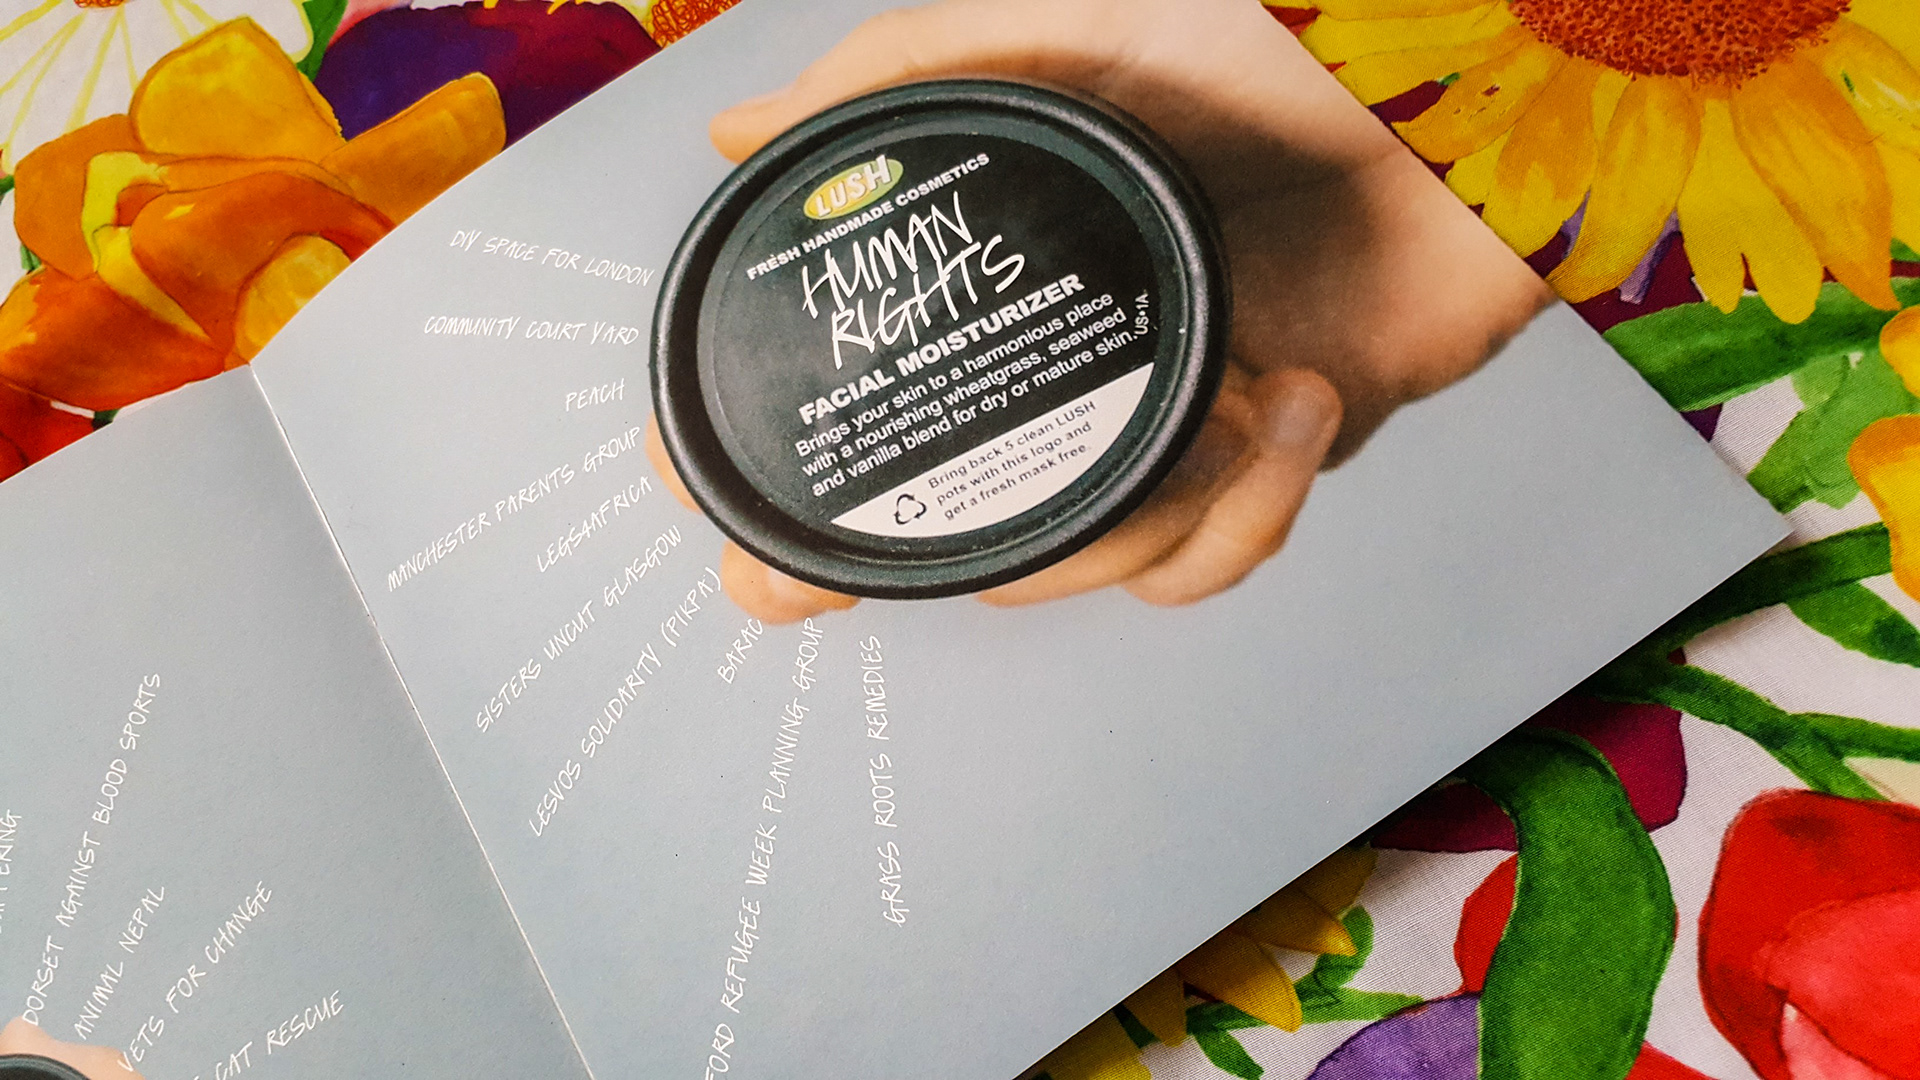 LUSH
FRESH HANDMADE COSMETICS
HUMAN
RIGHTS
FACIAL MOISTURIZER
Brings your skin to a harmonious place
with a nourishing wheatgrass, seaweed
and vanilla blend for dry or mature skin.
US•1A
Bring back 5 clean LUSH
pots with this logo and
get a fresh mask free.
DIY SPACE FOR LONDON
COMMUNITY COURT YARD
PEACH
MANCHESTER PARENTS GROUP
LEGS4AFRICA
SISTERS UNCUT GLASGOW
LESVOS SOLIDARITY (PIKPA)
BARAC
FORD REFUGEE WEEK PLANNING GROUP
GRASS ROOTS REMEDIES
DORSET AGAINST BLOOD SPORTS
ANIMAL NEPAL
VETS FOR CHANGE
CAT RESCUE